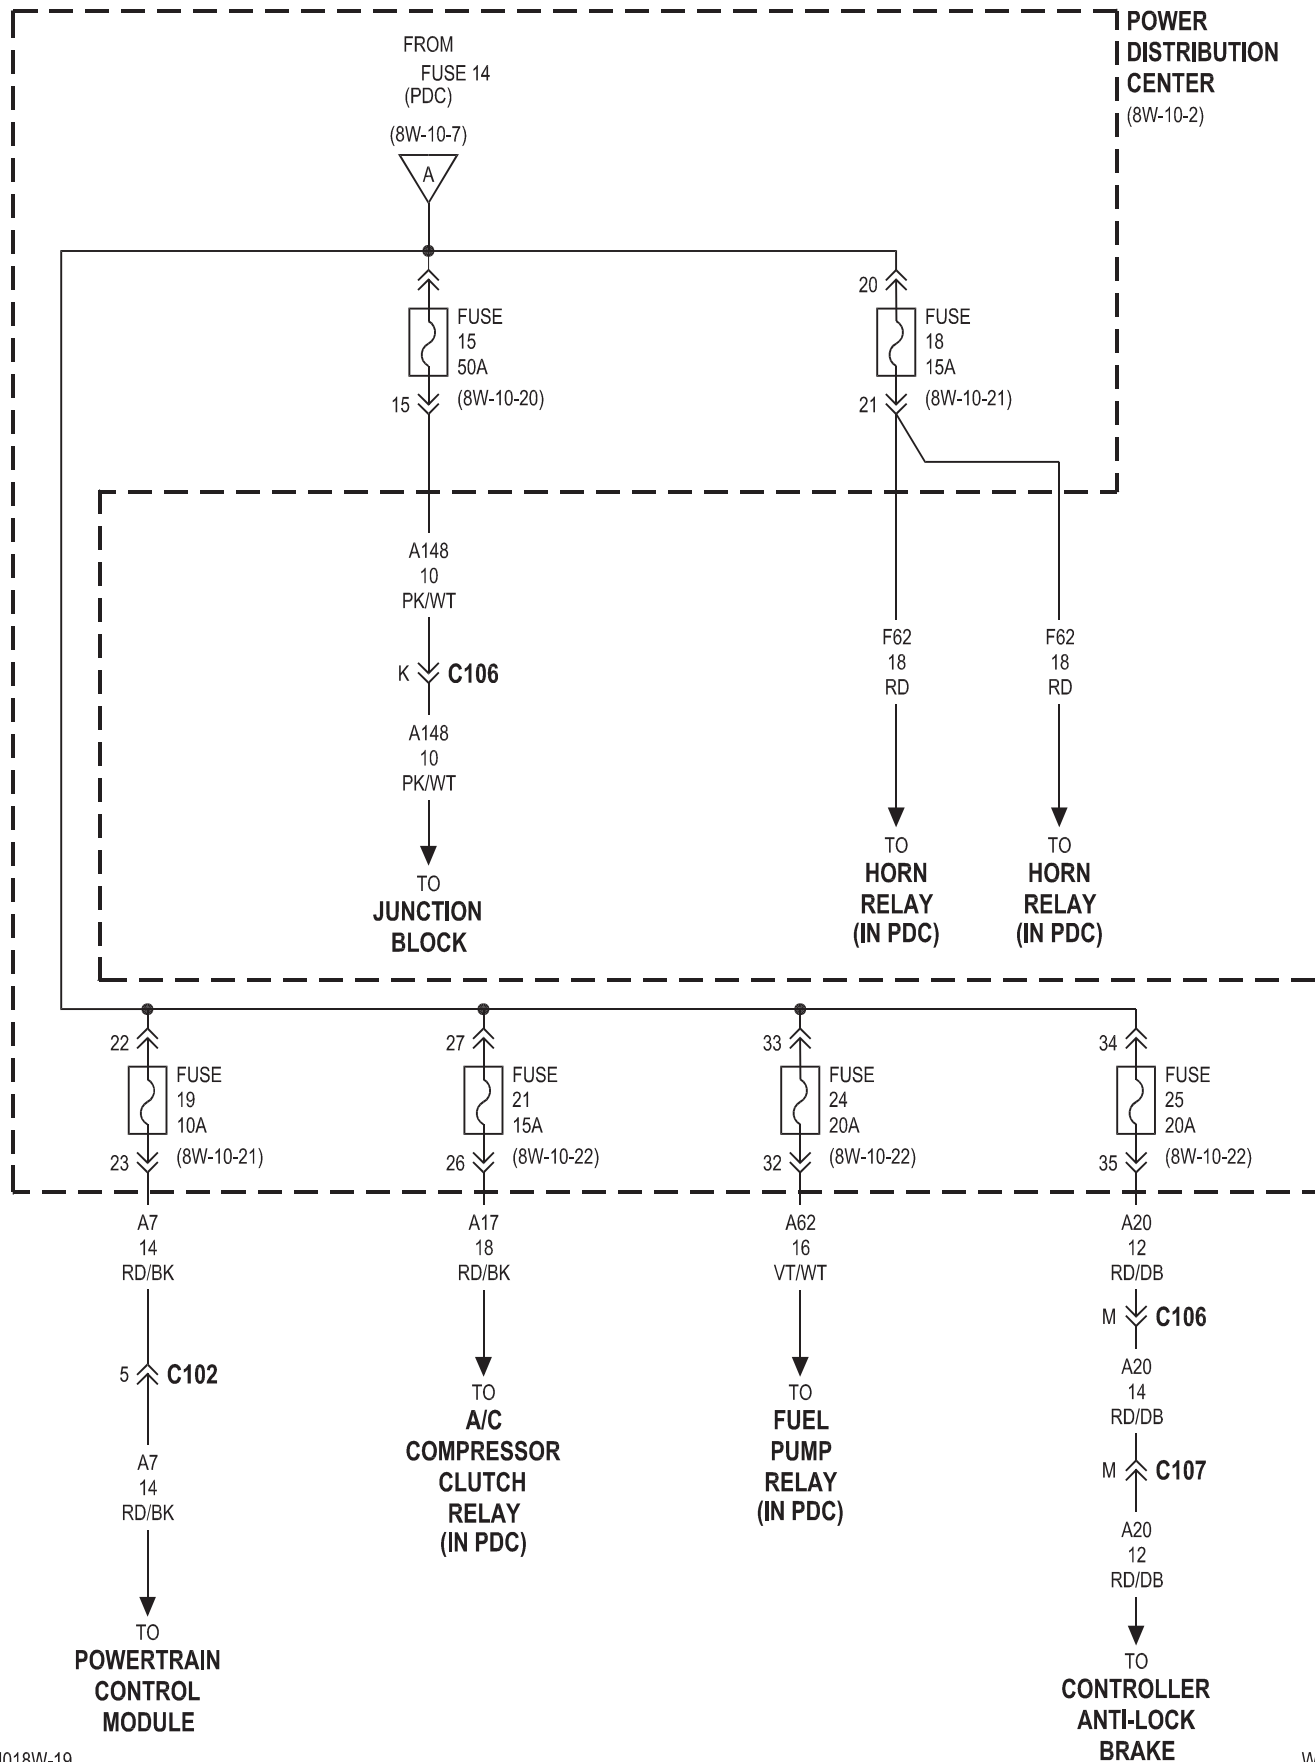 POWER
DISTRIBUTION
CENTER
(8W-10-2)
FROM
FUSE 14
(PDC)
(8W-10-7)
A
FUSE
15
50A
(8W-10-20)
15
20
FUSE
18
15A
(8W-10-21)
21
A148
10
PK/WT
K
C106
A148
10
PK/WT
TO
JUNCTION
BLOCK
F62
18
RD
TO
HORN
RELAY
(IN PDC)
F62
18
RD
TO
HORN
RELAY
(IN PDC)
22
FUSE
19
10A
(8W-10-21)
23
A7
14
RD/BK
5
C102
A7
14
RD/BK
TO
POWERTRAIN
CONTROL
MODULE
27
FUSE
21
15A
(8W-10-22)
26
A17
18
RD/BK
TO
A/C
COMPRESSOR
CLUTCH
RELAY
(IN PDC)
33
FUSE
24
20A
(8W-10-22)
32
A62
16
VT/WT
TO
FUEL
PUMP
RELAY
(IN PDC)
34
FUSE
25
20A
(8W-10-22)
35
A20
12
RD/DB
M
C106
A20
14
RD/DB
M
C107
A20
12
RD/DB
TO
CONTROLLER
ANTI-LOCK
BRAKE